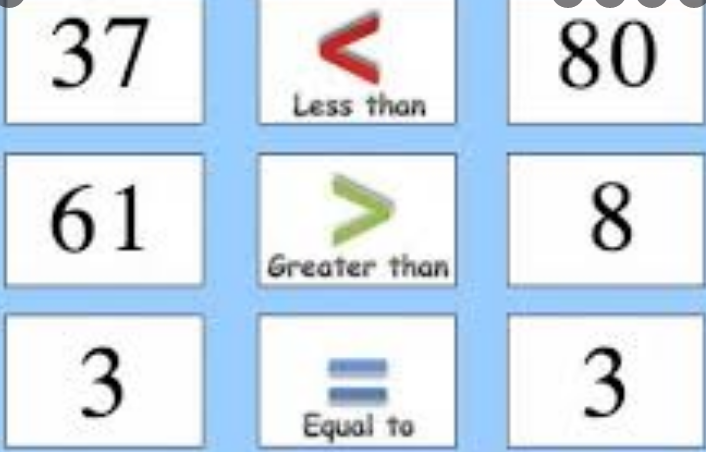 37 < 80
Less than
61 > 8
Greater than
3 = 3
Equal to